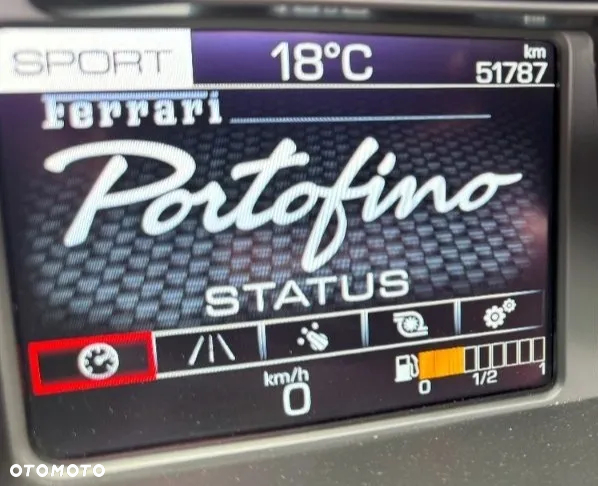 SPORT 18°C km
51787
Ferrari
Portofino
STATUS
km/h
0
0 1/2 1
OTOMOTO